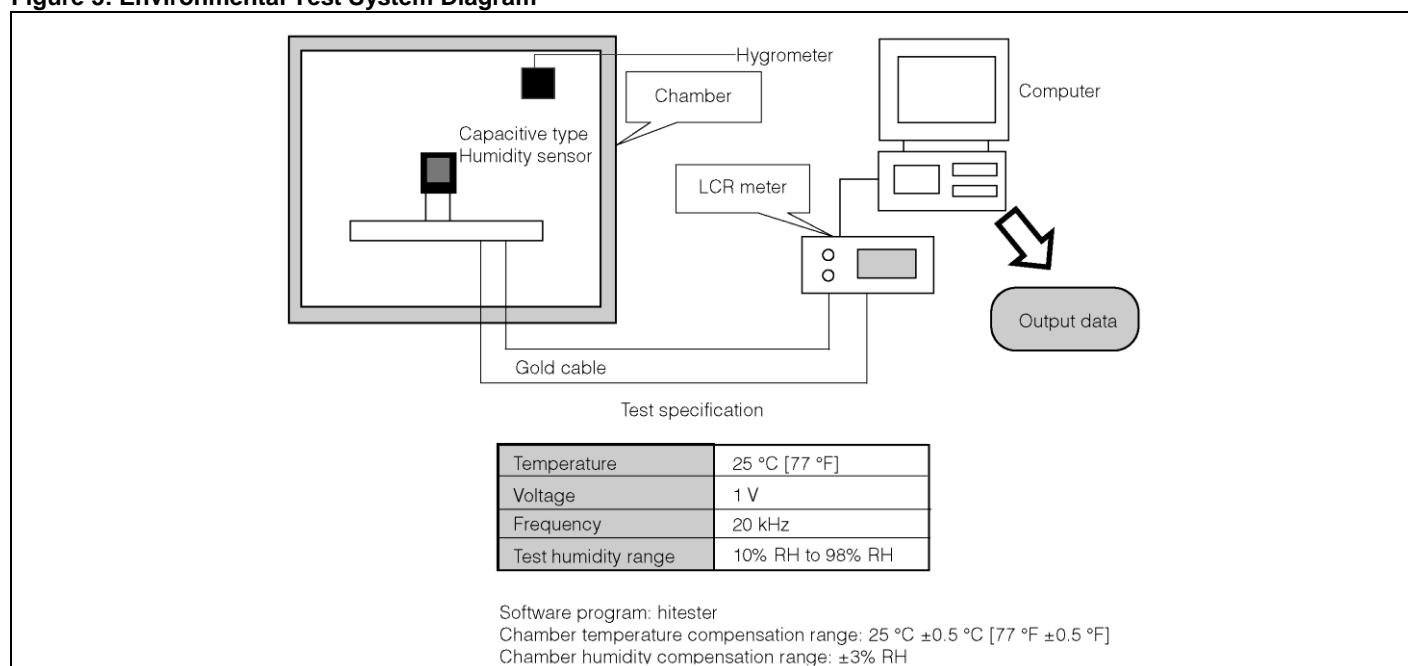 Figure 3: Environmental Test System Diagram
Hygrometer
Chamber
Computer
Capacitive type
Humidity sensor
LCR meter
Output data
Gold cable
Test specification
Temperature 25 °C [77 °F]
Voltage 1 V
Frequency 20 kHz
Test humidity range 10% RH to 98% RH
Software program: hitester
Chamber temperature compensation range: 25 °C ±0.5 °C [77 °F ±0.5 °F]
Chamber humidity compensation range: ±3% RH